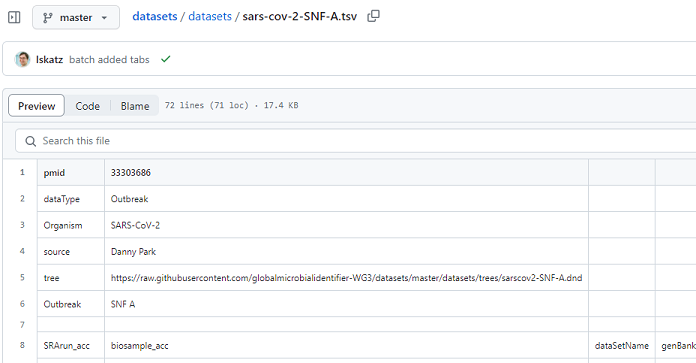 master datasets / datasets / sars-cov-2-SNF-A.tsv
lskatz batch added tabs
Preview Code Blame 72 lines (71 loc) · 17.4 KB
Search this file
1 pmid 33303686
2 dataType Outbreak
3 Organism SARS-CoV-2
4 source Danny Park
5 tree https://raw.githubusercontent.com/globalmicrobialidentifier-WG3/datasets/master/datasets/trees/sarscov2-SNF-A.dnd
6 Outbreak SNF A
7
8 SRArun_acc biosample_acc dataSetName genBank